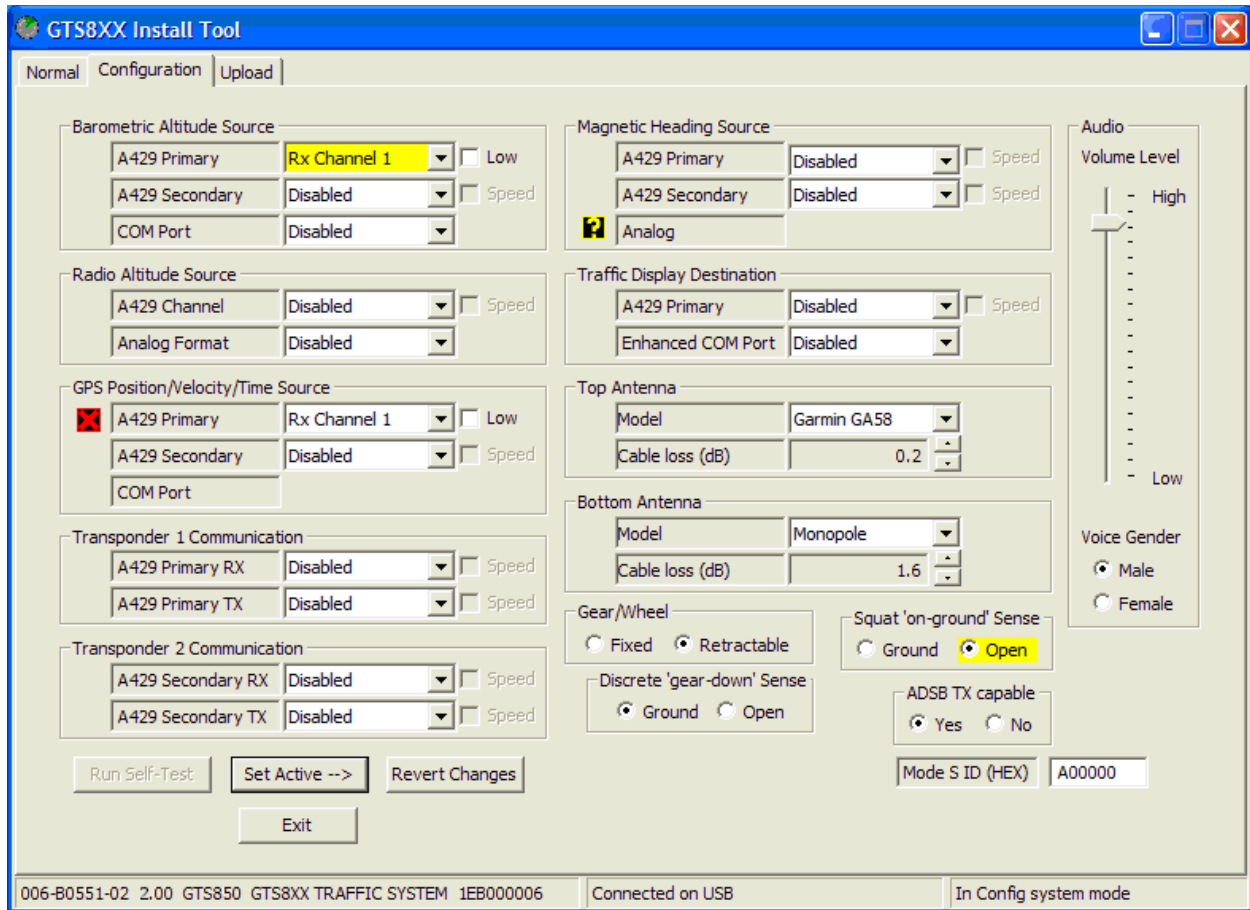 GTS8XX Install Tool
Normal Configuration Upload
Barometric Altitude Source
A429 Primary Rx Channel 1 Low
A429 Secondary Disabled Speed
COM Port Disabled
Radio Altitude Source
A429 Channel Disabled Speed
Analog Format Disabled
GPS Position/Velocity/Time Source
A429 Primary Rx Channel 1 Low
A429 Secondary Disabled Speed
COM Port
Transponder 1 Communication
A429 Primary RX Disabled Speed
A429 Primary TX Disabled Speed
Transponder 2 Communication
A429 Secondary RX Disabled Speed
A429 Secondary TX Disabled Speed
Run Self-Test Set Active --> Revert Changes
Exit
Magnetic Heading Source
A429 Primary Disabled Speed
A429 Secondary Disabled Speed
? Analog
Traffic Display Destination
A429 Primary Disabled Speed
Enhanced COM Port Disabled
Top Antenna
Model Garmin GA58
Cable loss (dB) 0.2
Bottom Antenna
Model Monopole
Cable loss (dB) 1.6
Gear/Wheel
Fixed Retractable
Discrete 'gear-down' Sense
Ground Open
Squat 'on-ground' Sense
Ground Open
ADSB TX capable
Yes No
Mode S ID (HEX) A00000
Audio
Volume Level
High
Low
Voice Gender
Male
Female
006-B0551-02 2.00 GTS850 GTS8XX TRAFFIC SYSTEM 1EB000006 Connected on USB In Config system mode